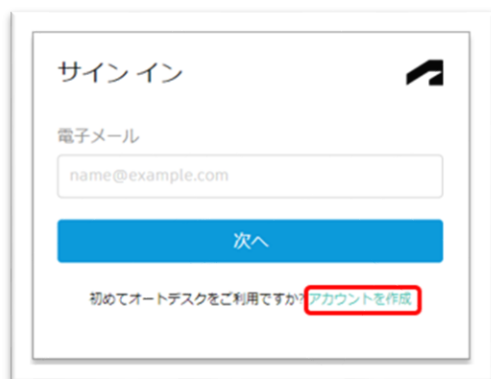 サイン イン
電子メール
name@example.com
次へ
初めてオートデスクをご利用ですか? アカウントを作成